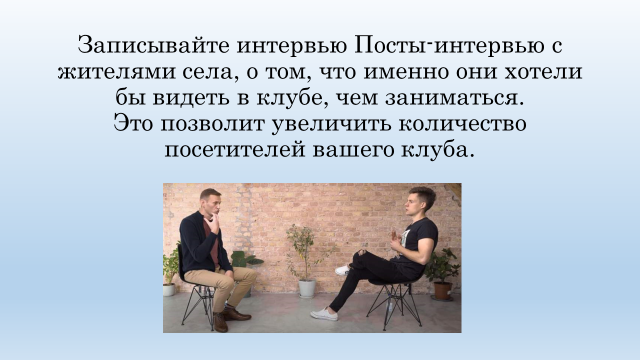 Записывайте интервью Посты-интервью с
жителями села, о том, что именно они хотели
бы видеть в клубе, чем заниматься.
Это позволит увеличить количество
посетителей вашего клуба.